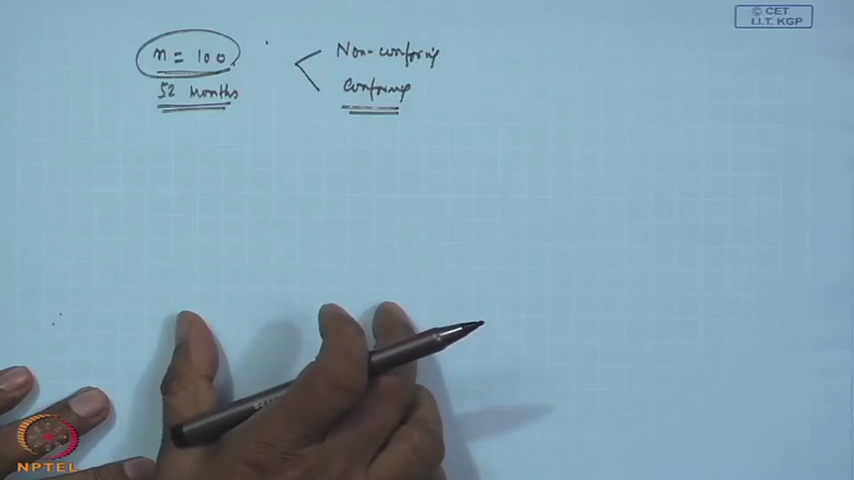 © CET
I.I.T. KGP
n = 100
Non-conforming
52 months
conforming
NPTEL